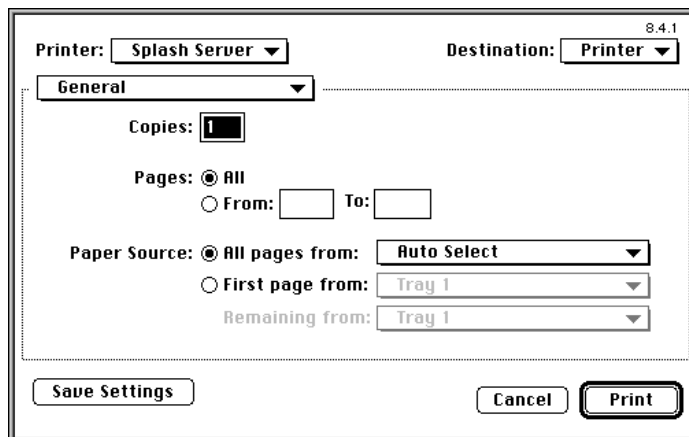 8.4.1
Printer: Splash Server Destination: Printer
General
Copies: 1
Pages: All
From: To:
Paper Source: All pages from: Auto Select
First page from: Tray 1
Remaining from: Tray 1
Save Settings Cancel Print